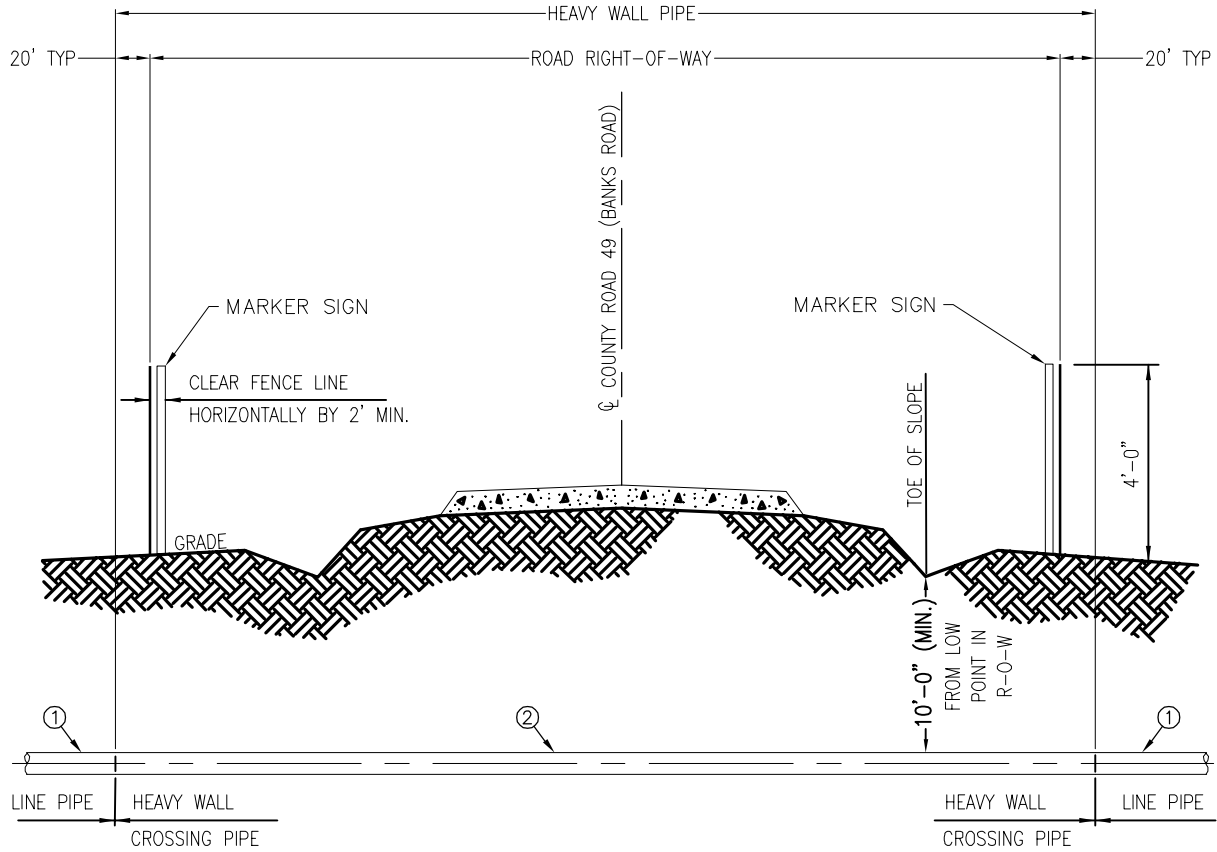 HEAVY WALL PIPE
20' TYP
ROAD RIGHT-OF-WAY
20' TYP
℄ COUNTY ROAD 49 (BANKS ROAD)
MARKER SIGN
MARKER SIGN
CLEAR FENCE LINE
HORIZONTALLY BY 2' MIN.
TOE OF SLOPE
4'-0"
GRADE
10'-0" (MIN.)
FROM LOW
POINT IN
R-O-W
1
2
1
LINE PIPE
HEAVY WALL
CROSSING PIPE
HEAVY WALL
CROSSING PIPE
LINE PIPE